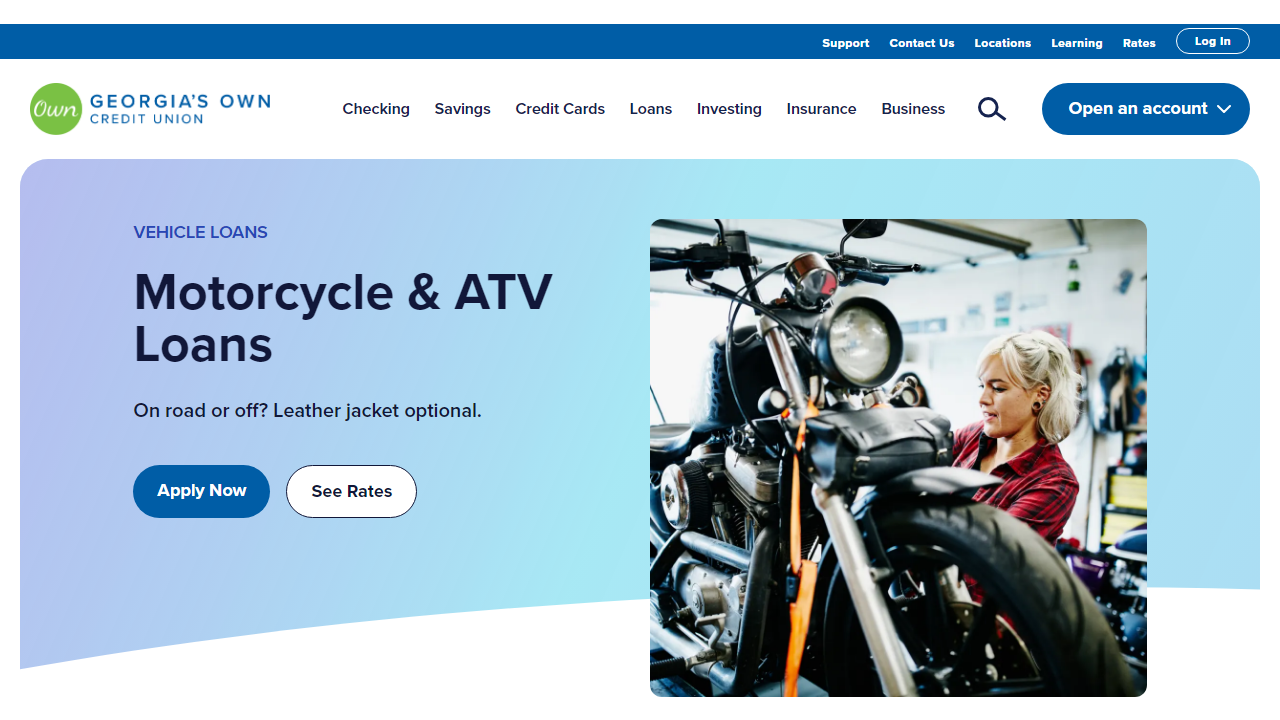 Support Contact Us Locations Learning Rates Log In
Own GEORGIA'S OWN
CREDIT UNION
Checking Savings Credit Cards Loans Investing Insurance Business Open an account
VEHICLE LOANS
Motorcycle & ATV
Loans
On road or off? Leather jacket optional.
Apply Now See Rates